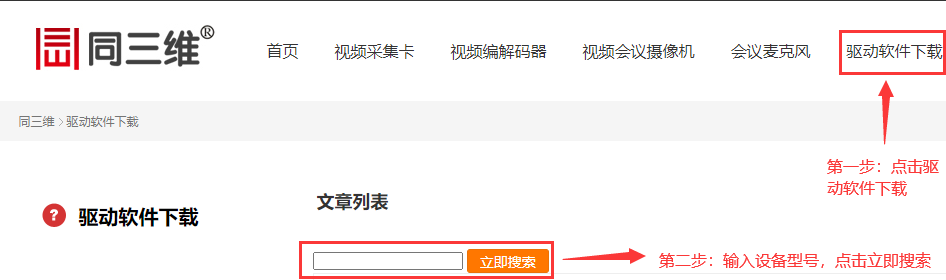 同三维®
首页 视频采集卡 视频编解码器 视频会议摄像机 会议麦克风 驱动软件下载
同三维 > 驱动软件下载
第一步：点击驱
动软件下载
? 驱动软件下载
文章列表
立即搜索
第二步：输入设备型号，点击立即搜索